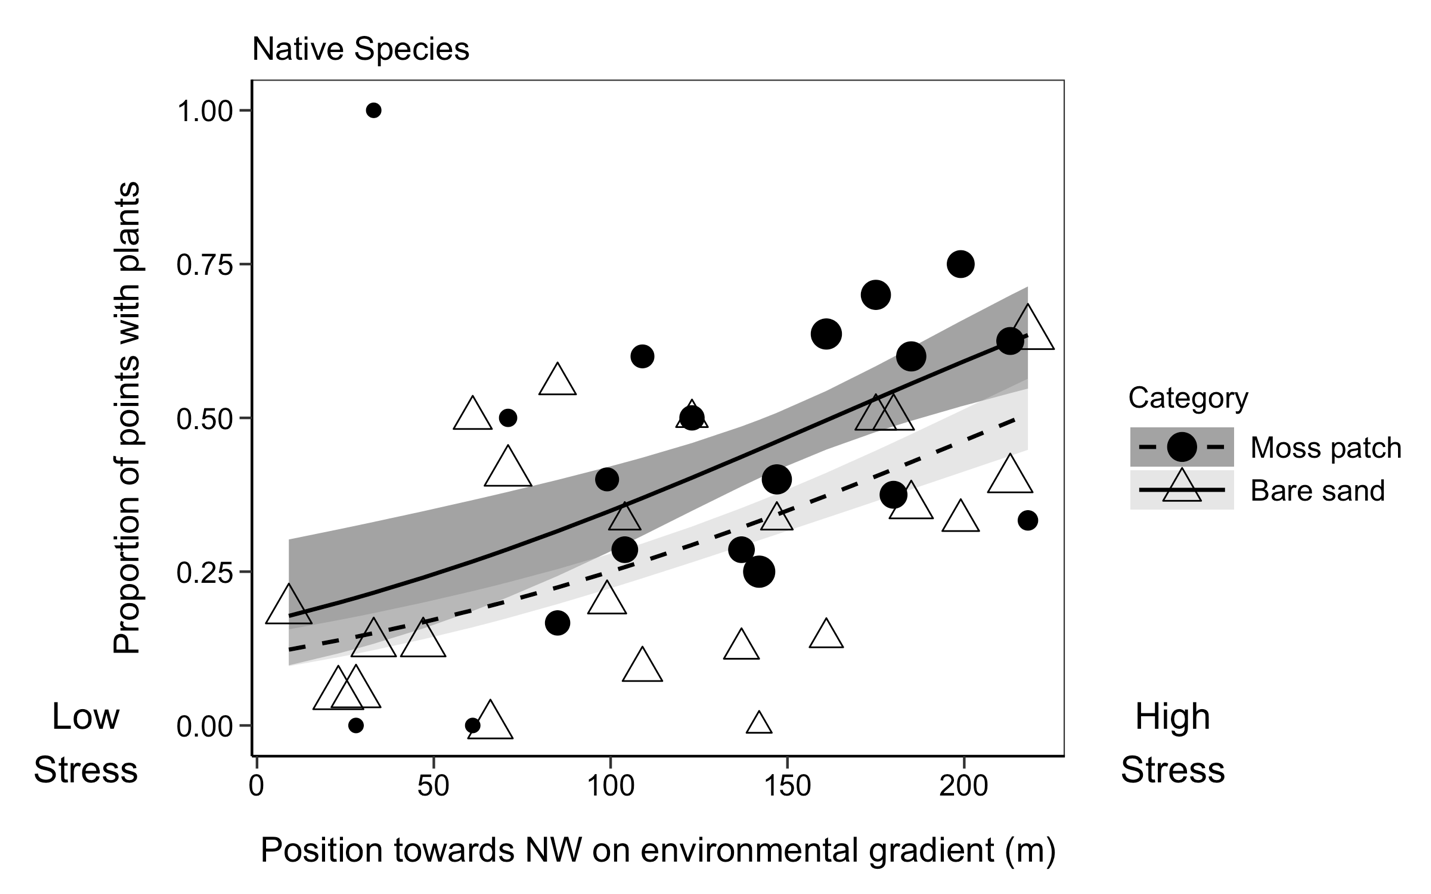 Native Species
1.00
0.75
0.50
0.25
0.00
Proportion of points with plants
0 50 100 150 200
Position towards NW on environmental gradient (m)
Low
Stress
High
Stress
Category
Moss patch
Bare sand